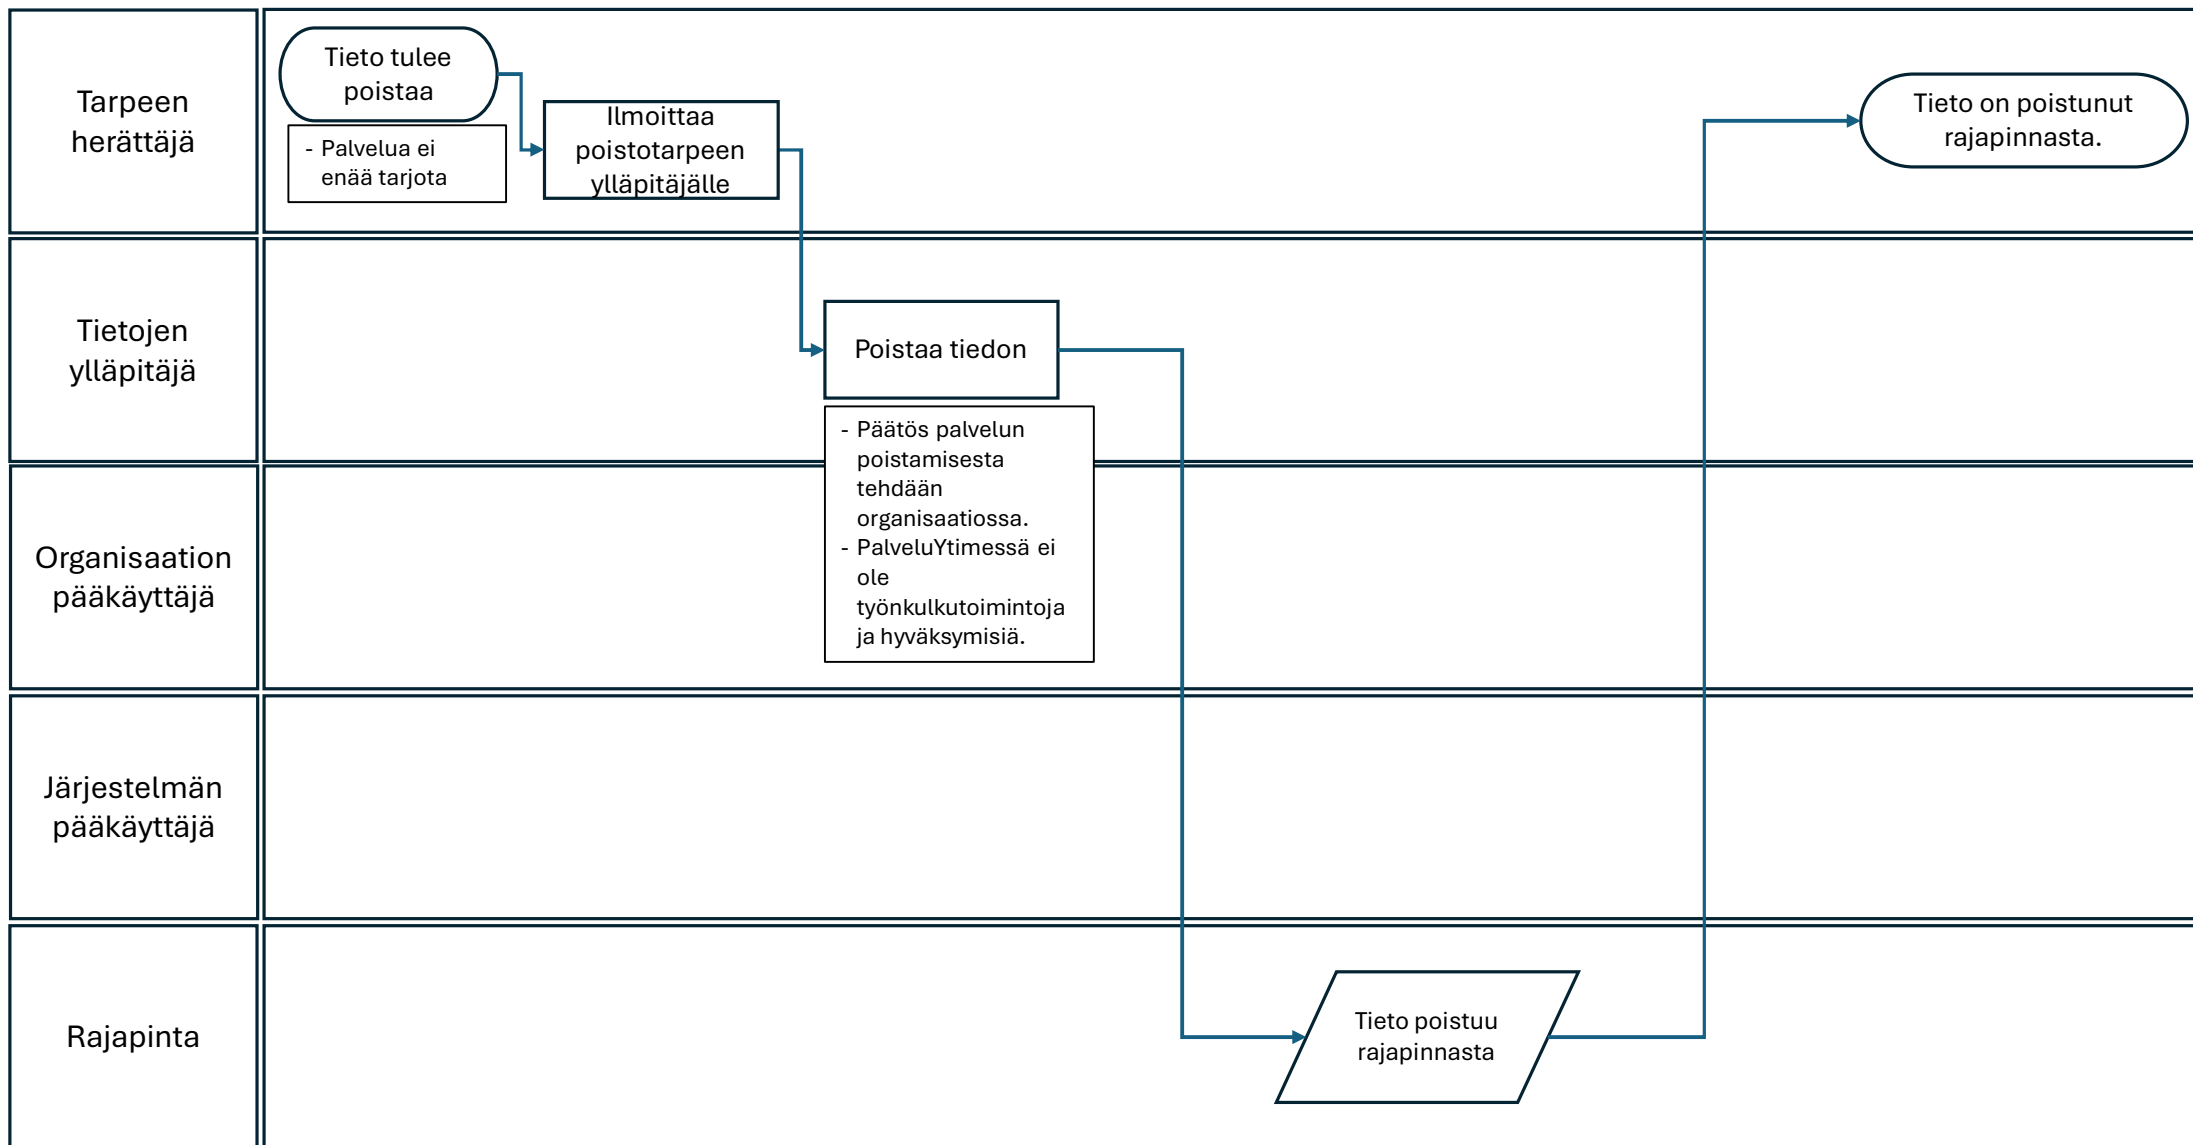 Tarpeen
herättäjä
Tieto tulee
poistaa
- Palvelua ei
enää tarjota
Ilmoittaa
poistotarpeen
ylläpitäjälle
Tieto on poistunut
rajapinnasta.
Tietojen
ylläpitäjä
Poistaa tiedon
- Päätös palvelun
poistamisesta
tehdään
organisaatiossa.
- PalveluYtimessä ei
ole
työnkulkutoimintoja
ja hyväksymisiä.
Organisaation
pääkäyttäjä
Järjestelmän
pääkäyttäjä
Rajapinta
Tieto poistuu
rajapinnasta